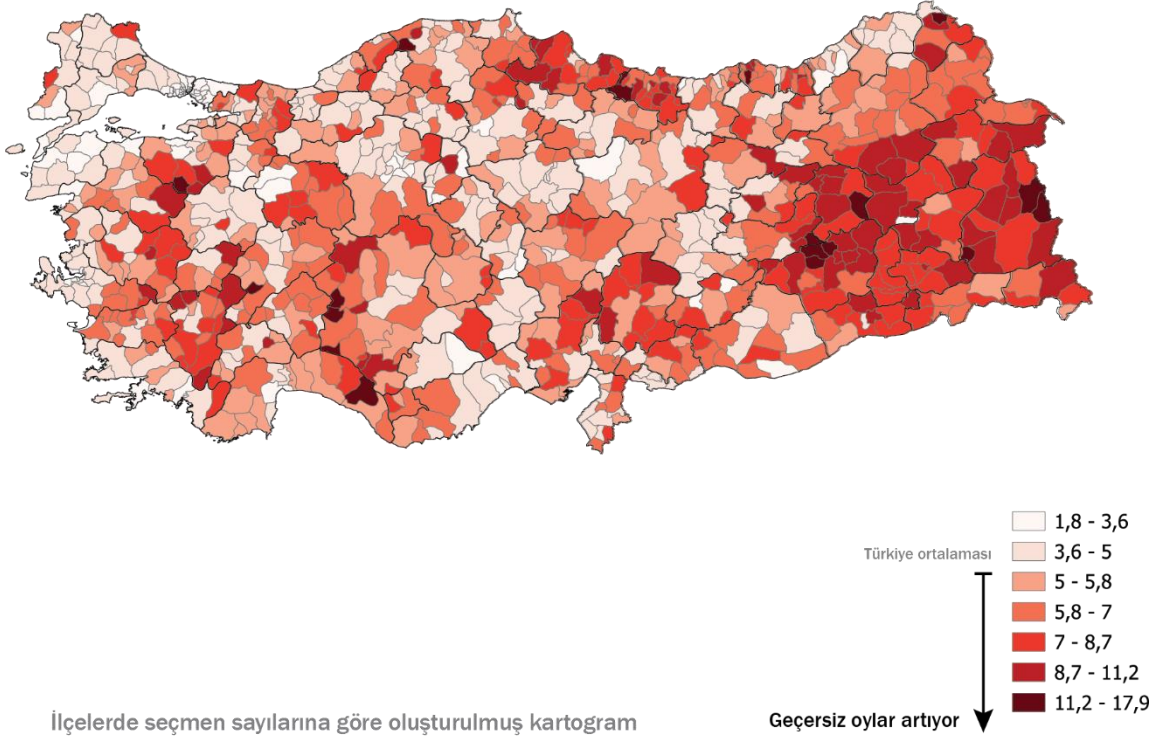 1,8 - 3,6
Türkiye ortalaması
3,6 - 5
5 - 5,8
5,8 - 7
7 - 8,7
8,7 - 11,2
11,2 - 17,9
İlçelerde seçmen sayılarına göre oluşturulmuş kartogram
Geçersiz oylar artıyor